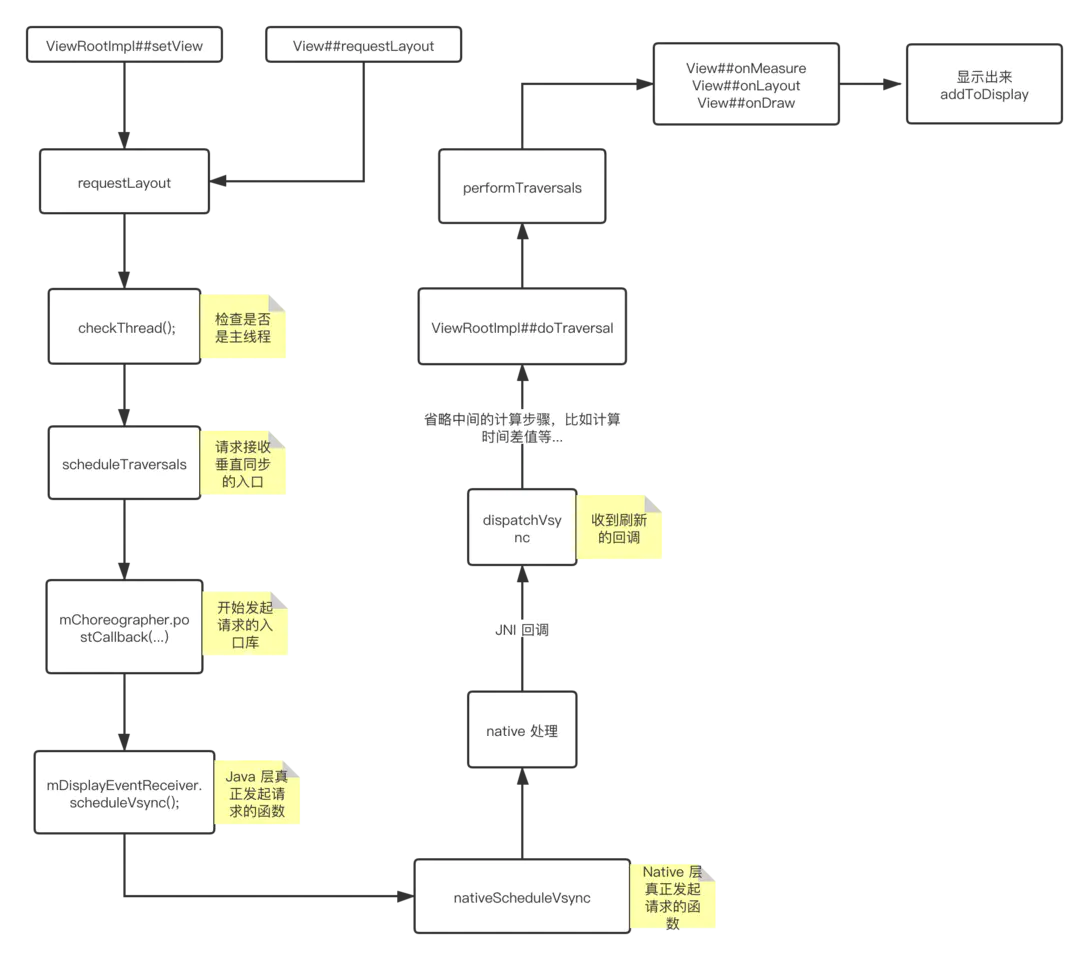 ViewRootImpl##setView
View##requestLayout
requestLayout
checkThread();
检查是否
是主线程
scheduleTraversals
请求接收
垂直同步
的入口
mChoreographer.po
stCallback(...)
开始发起
请求的入
口库
mDisplayEventReceiver.
scheduleVsync();
Java 层真
正发起请
求的函数
nativeScheduleVsync
Native 层
真正发起
请求的函
数
native 处理
JNI 回调
dispatchVsy
nc
收到刷新
的回调
省略中间的计算步骤，比如计算
时间差值等...
ViewRootImpl##doTraversal
performTraversals
View##onMeasure
View##onLayout
View##onDraw
显示出来
addToDisplay